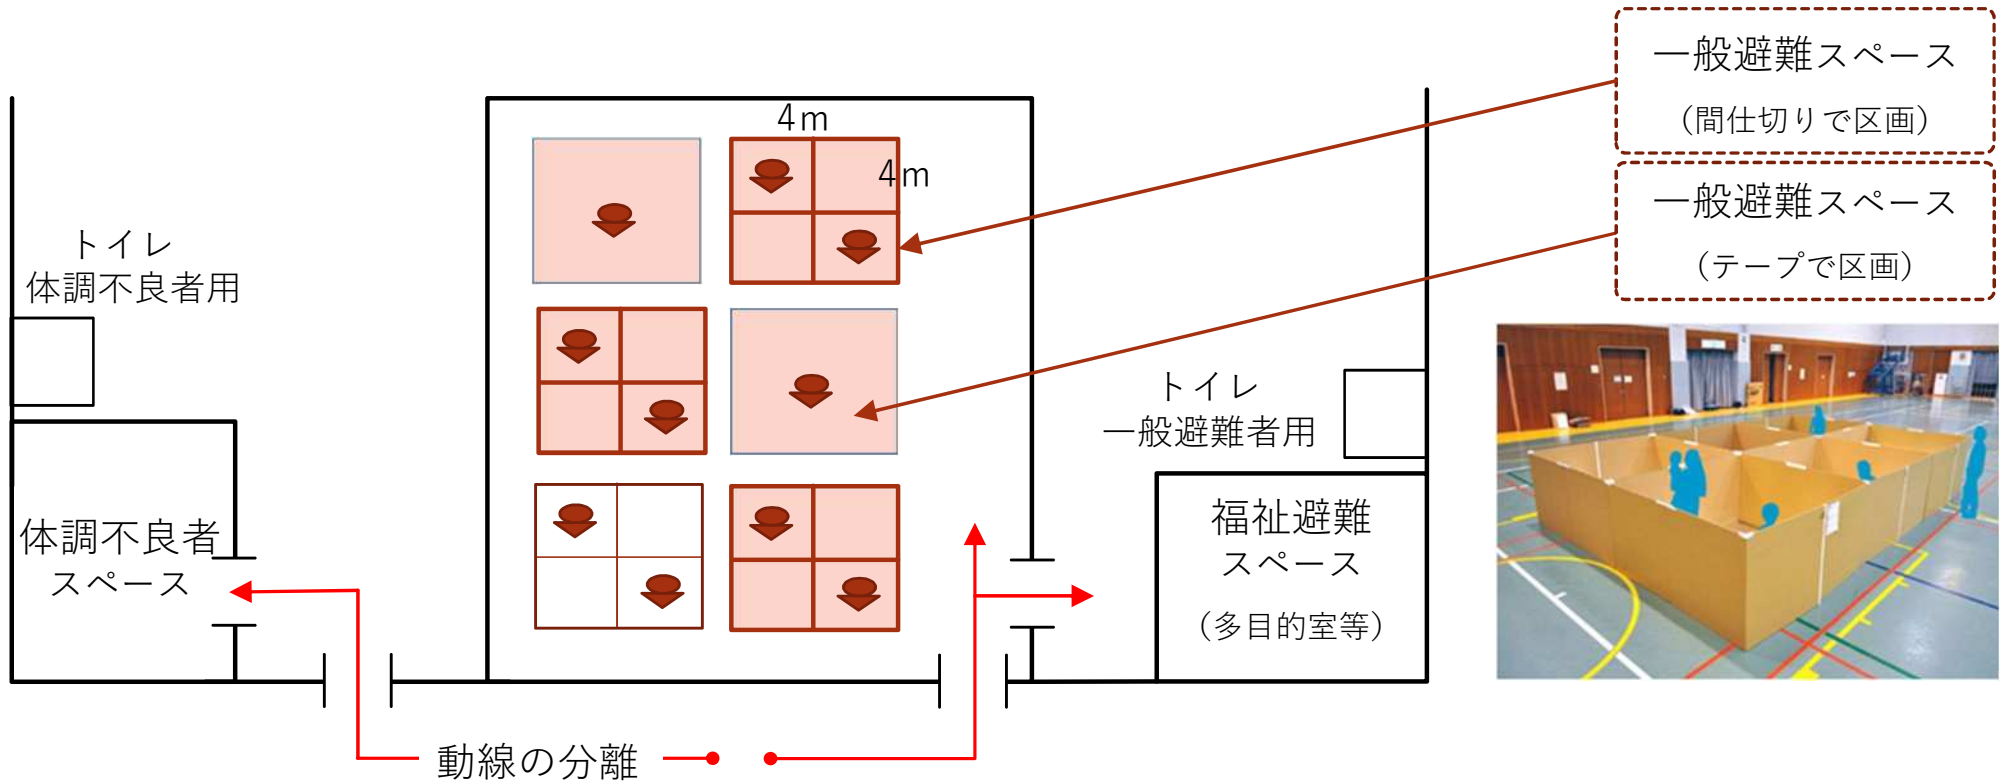 一般避難スペース
(間仕切りで区画)
4m
4m
一般避難スペース
(テープで区画)
トイレ
体調不良者用
トイレ
一般避難者用
体調不良者
スペース
福祉避難
スペース
(多目的室等)
動線の分離